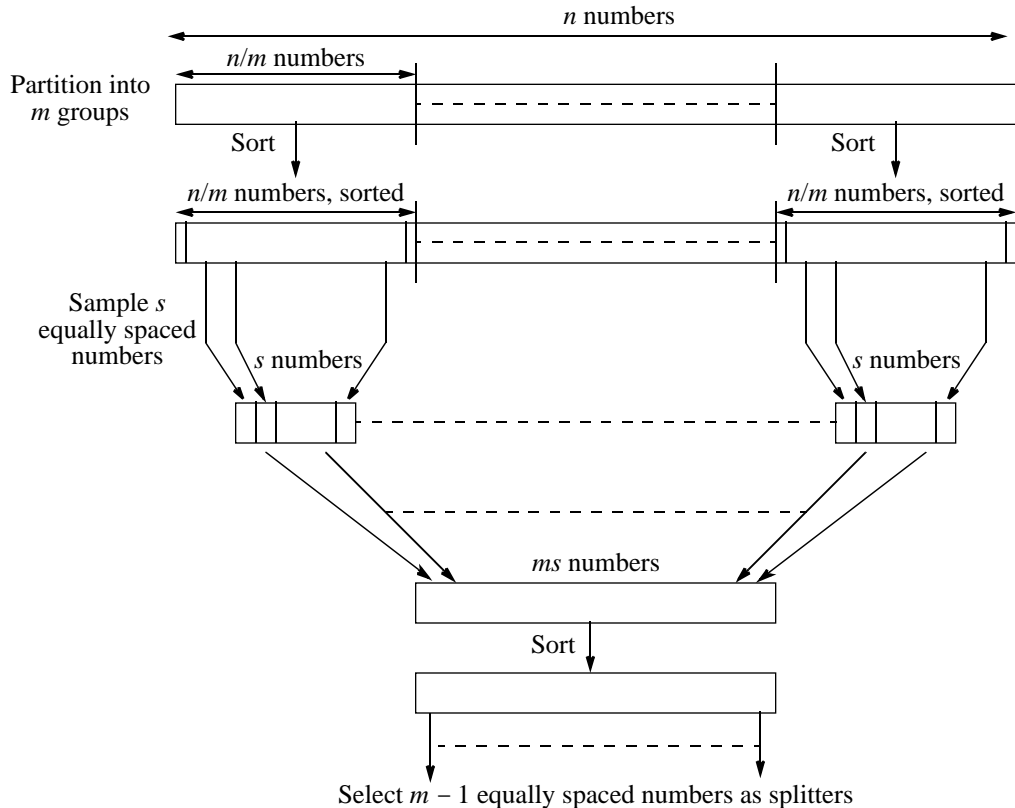 n numbers
n/m numbers
Partition into
m groups
Sort
Sort
n/m numbers, sorted
n/m numbers, sorted
Sample s
equally spaced
numbers
s numbers
s numbers
ms numbers
Sort
Select m − 1 equally spaced numbers as splitters